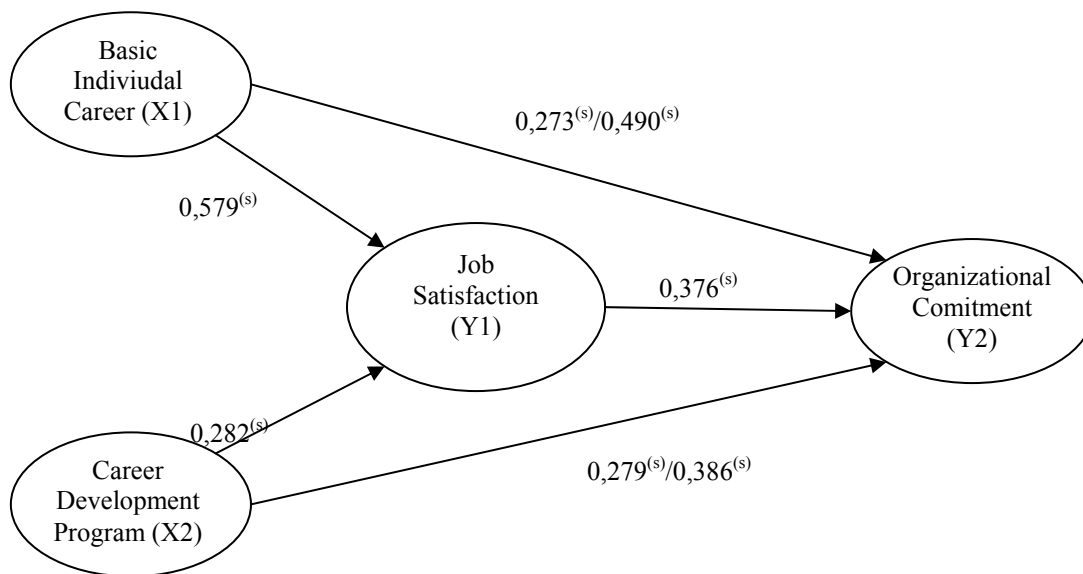 Basic
Indiviudal
Career (X1)
0,273(s)/0,490(s)
0,579(s)
Job
Satisfaction
(Y1)
0,376(s)
Organizational
Comitment
(Y2)
0,282(s)
Career
Development
Program (X2)
0,279(s)/0,386(s)